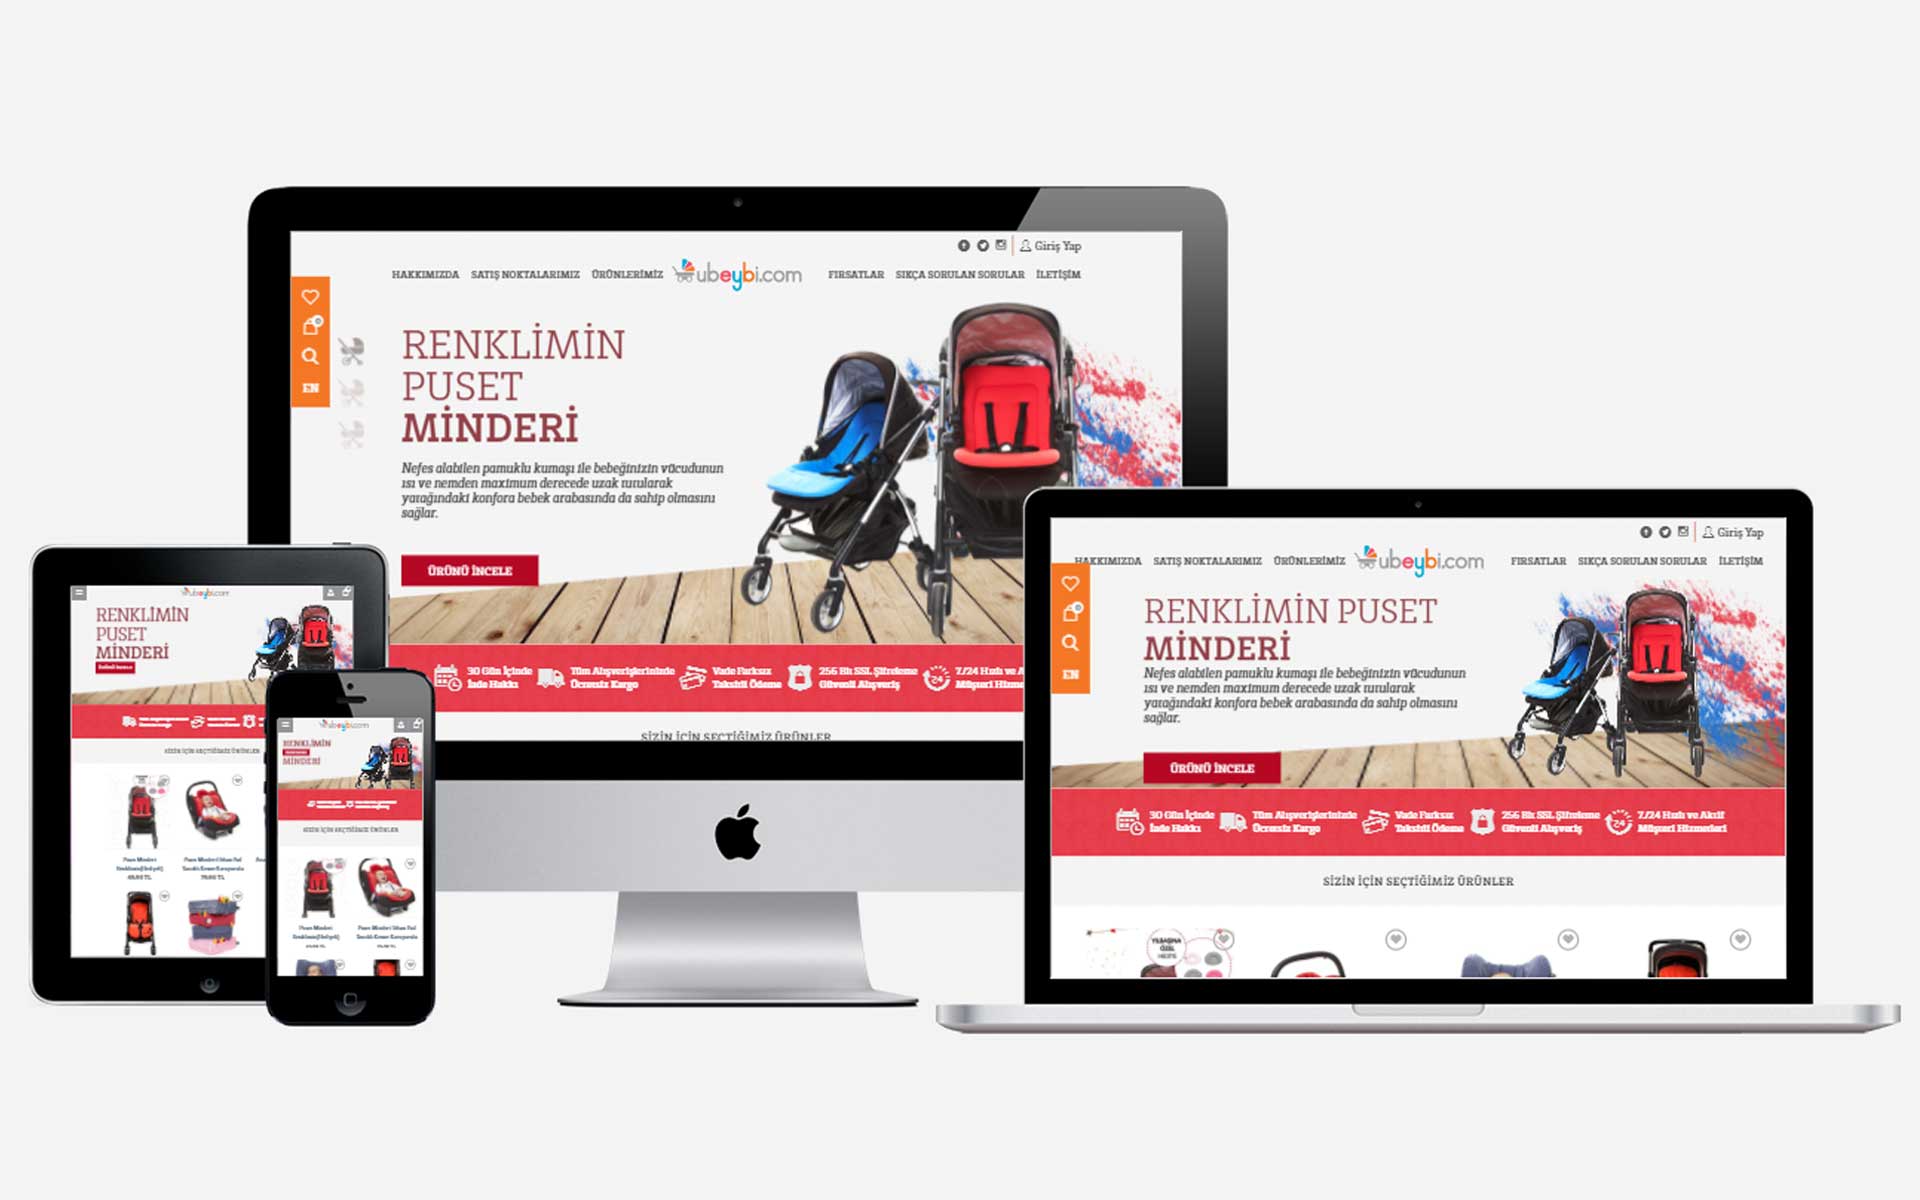 Giriş Yap
HAKKIMIZDA SATIŞ NOKTALARIMIZ ÜRÜNLERİMİZ ubeybi.com FIRSATLAR SIKÇA SORULAN SORULAR İLETİŞİM
EN
RENKLİMİN
PUSET
MİNDERİ
Nefes alabilen pamuklu kumaşı ile bebeğinizin vücudunun
ısı ve nemden maximum derecede uzak tutularak
yatağındaki konfora bebek arabasında da sahip olmasını
sağlar.
ÜRÜNÜ İNCELE
30 Gün İçinde Tüm Alışverişlerinizde Vade Farksız 256 Bit SSL Şifreleme 7/24 Hızlı ve A
İade Hakkı Ücretsiz Kargo Taksitli Ödeme Güvenli Alışveriş Müşteri Hizme
SİZİN İÇİN SEÇTİĞİMİZ ÜRÜNLER
Giriş Yap
HAKKIMIZDA SATIŞ NOKTALARIMIZ ÜRÜNLERİMİZ ubeybi.com FIRSATLAR SIKÇA SORULAN SORULAR İLETİŞİM
EN
RENKLİMİN PUSET
MİNDERİ
Nefes alabilen pamuklu kumaşı ile bebeğinizin vücudunun
ısı ve nemden maximum derecede uzak tutularak
yatağındaki konfora bebek arabasında da sahip olmasını
sağlar.
ÜRÜNÜ İNCELE
30 Gün İçinde Tüm Alışverişlerinizde Vade Farksız 256 Bit SSL Şifreleme 7/24 Hızlı ve Aktif
İade Hakkı Ücretsiz Kargo Taksitli Ödeme Güvenli Alışveriş Müşteri Hizmetleri
24
SİZİN İÇİN SEÇTİĞİMİZ ÜRÜNLER
YILBAŞINA
ÖZEL
ubeybi.com
RENKLİMİN
PUSET
MİNDERİ
SİZİN İÇİN SEÇTİĞİMİZ ÜRÜNLER
ubeybi.com
RENKLİMİN
MİNDERİ
SİZİN İÇİN SEÇTİĞİMİZ ÜRÜNLER